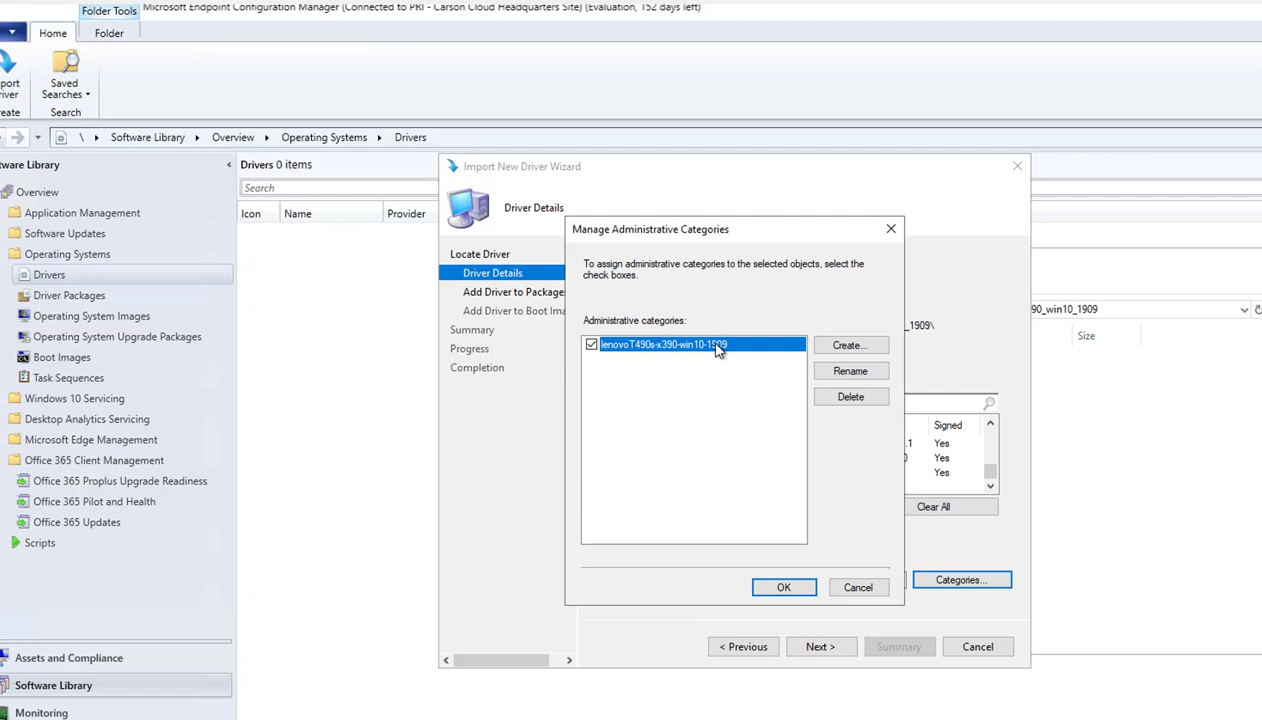 Folder Tools
Microsoft Endpoint Configuration Manager (Connected to PRI - Carson Cloud Headquarters Site) (Evaluation, 152 days left)
Home
Folder
port
river
Saved
Searches
reate
Search
\ Software Library Overview Operating Systems Drivers
tware Library
Overview
Application Management
Software Updates
Operating Systems
Drivers
Driver Packages
Operating System Images
Operating System Upgrade Packages
Boot Images
Task Sequences
Windows 10 Servicing
Desktop Analytics Servicing
Microsoft Edge Management
Office 365 Client Management
Office 365 Proplus Upgrade Readiness
Office 365 Pilot and Health
Office 365 Updates
Scripts
Assets and Compliance
Software Library
Monitoring
Drivers 0 items
Search
Icon Name Provider
Import New Driver Wizard
Driver Details
Locate Driver
Driver Details
Add Driver to Package
Add Driver to Boot Ima
Summary
Progress
Completion
Manage Administrative Categories
To assign administrative categories to the selected objects, select the
check boxes.
Administrative categories:
lenovoT490s-x390-win10-1909
Create...
Rename
Delete
OK
Cancel
_1909\
90_win10_1909
Size
Signed
.1 Yes
0 Yes
Yes
Clear All
Categories...
< Previous
Next >
Summary
Cancel